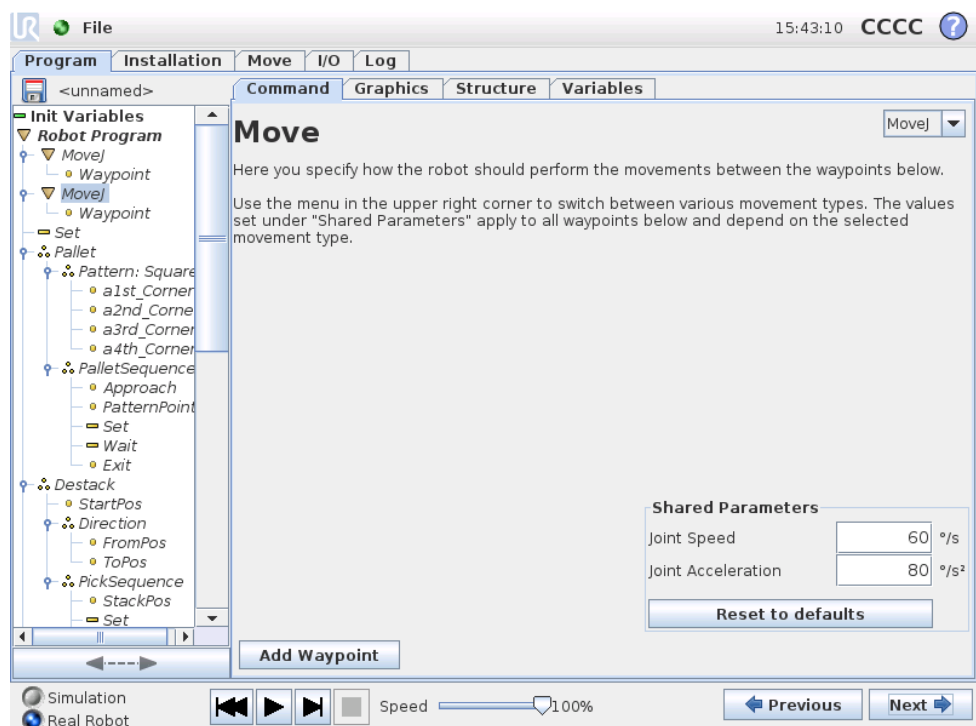 UR File 15:43:10 CCCC ?
Program Installation Move I/O Log
<unnamed>
Command Graphics Structure Variables
Init Variables
Robot Program
MoveJ
Waypoint
MoveJ
Waypoint
Set
Pallet
Pattern: Square
a1st_Corner
a2nd_Corne
a3rd_Corner
a4th_Corner
PalletSequence
Approach
PatternPoint
Set
Wait
Exit
Destack
StartPos
Direction
FromPos
ToPos
PickSequence
StackPos
Set
Move
MoveJ
Here you specify how the robot should perform the movements between the waypoints below.
Use the menu in the upper right corner to switch between various movement types. The values
set under "Shared Parameters" apply to all waypoints below and depend on the selected
movement type.
Shared Parameters
Joint Speed 60 °/s
Joint Acceleration 80 °/s²
Reset to defaults
Add Waypoint
Simulation
Real Robot
Speed 100%
Previous Next